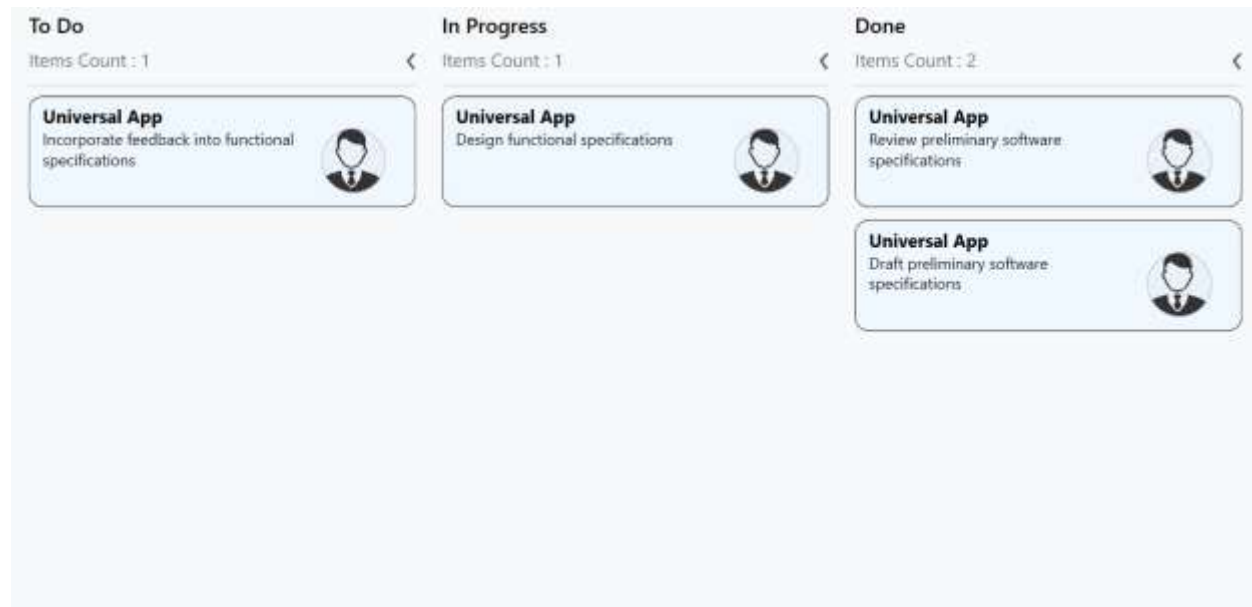 To Do
Items Count : 1
Universal App
Incorporate feedback into functional
specifications
In Progress
Items Count : 1
Universal App
Design functional specifications
Done
Items Count : 2
Universal App
Review preliminary software
specifications
Universal App
Draft preliminary software
specifications